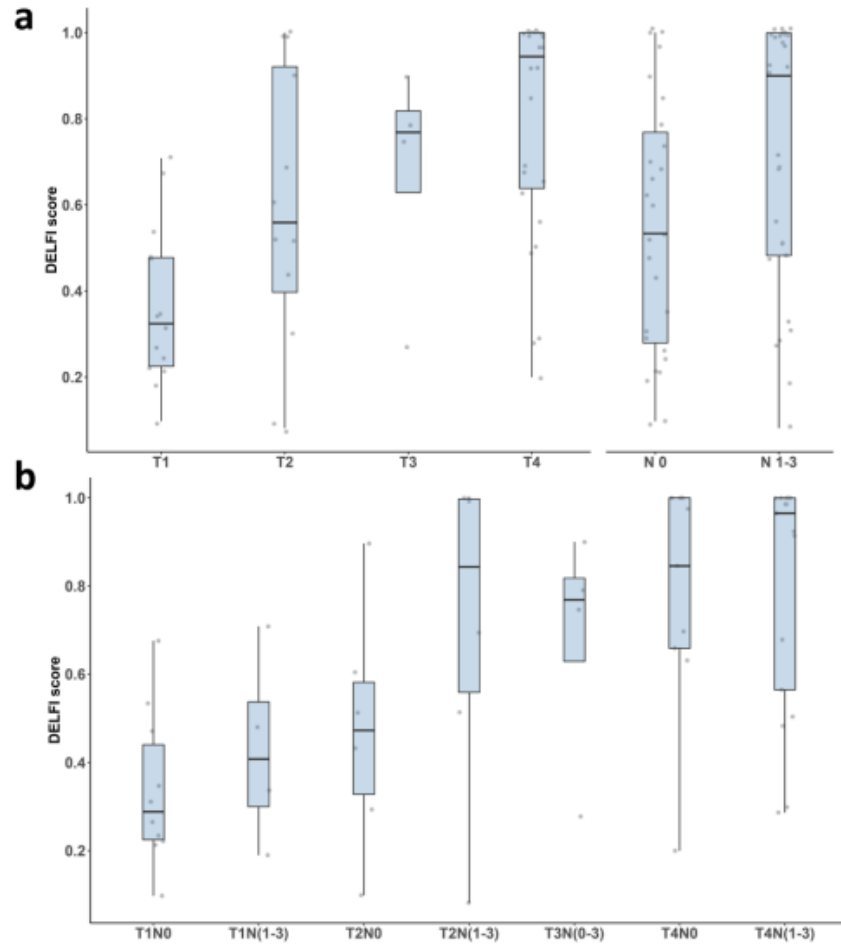 a
DELFI score
1.0
0.8
0.6
0.4
0.2
T1 T2 T3 T4 N 0 N 1-3
b
DELFI score
1.0
0.8
0.6
0.4
0.2
T1N0 T1N(1-3) T2N0 T2N(1-3) T3N(0-3) T4N0 T4N(1-3)